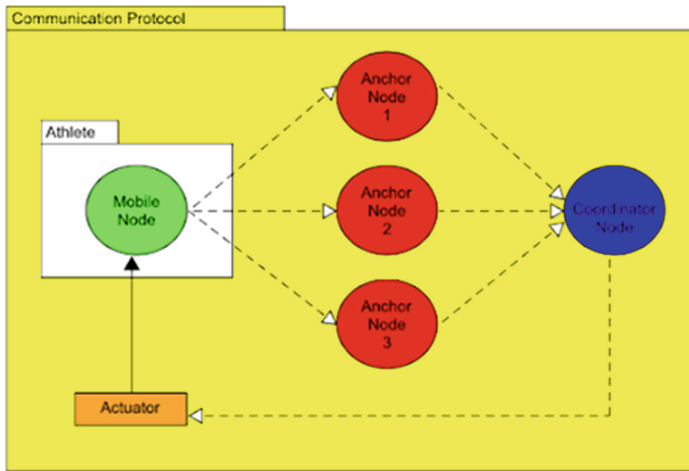 Communication Protocol
Anchor
Node
1
Athlete
Mobile
Node
Anchor
Node
2
Coordinator
Node
Anchor
Node
3
Actuator